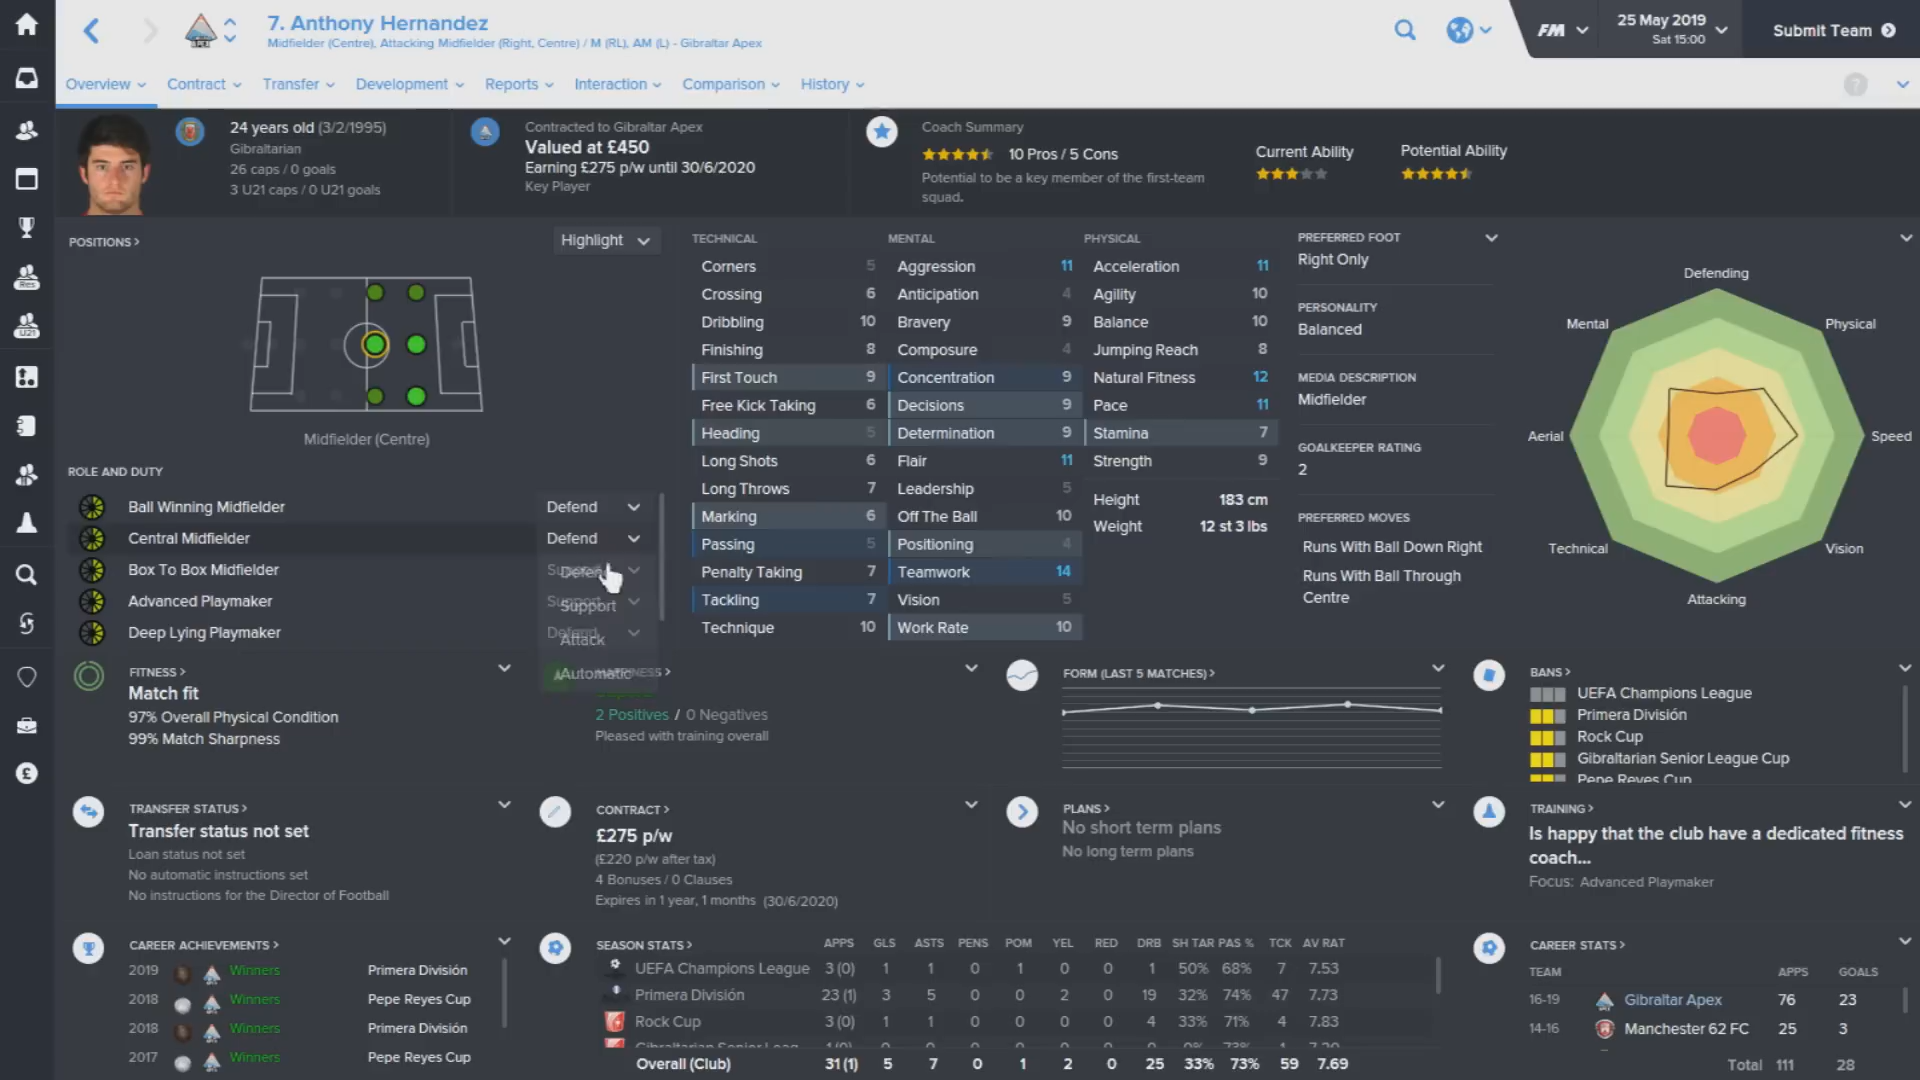 7. Anthony Hernandez
Midfielder (Centre), Attacking Midfielder (Right, Centre) / M (RL), AM (L) - Gibraltar Apex
FM
25 May 2019
Sat 15:00
Submit Team
Overview
Contract
Transfer
Development
Reports
Interaction
Comparison
History
?
24 years old (3/2/1995)
Gibraltarian
26 caps / 0 goals
3 U21 caps / 0 U21 goals
Contracted to Gibraltar Apex
Valued at £450
Earning £275 p/w until 30/6/2020
Key Player
Coach Summary
10 Pros / 5 Cons
Potential to be a key member of the first-team
squad.
Current Ability
Potential Ability
POSITIONS >
Highlight
Midfielder (Centre)
ROLE AND DUTY
Ball Winning Midfielder Defend
Central Midfielder Defend
Box To Box Midfielder Support
Advanced Playmaker Support
Deep Lying Playmaker Defend
Defend
Support
Attack
Automatic
TECHNICAL
Corners 5
Crossing 6
Dribbling 10
Finishing 8
First Touch 9
Free Kick Taking 6
Heading 5
Long Shots 6
Long Throws 7
Marking 6
Passing 5
Penalty Taking 7
Tackling 7
Technique 10
MENTAL
Aggression 11
Anticipation 4
Bravery 9
Composure 4
Concentration 9
Decisions 9
Determination 9
Flair 11
Leadership 5
Off The Ball 10
Positioning 4
Teamwork 14
Vision 5
Work Rate 10
PHYSICAL
Acceleration 11
Agility 10
Balance 10
Jumping Reach 8
Natural Fitness 12
Pace 11
Stamina 7
Strength 9
Height 183 cm
Weight 12 st 3 lbs
PREFERRED FOOT
Right Only
PERSONALITY
Balanced
MEDIA DESCRIPTION
Midfielder
GOALKEEPER RATING
2
PREFERRED MOVES
Runs With Ball Down Right
Runs With Ball Through
Centre
Defending
Physical
Speed
Vision
Attacking
Technical
Aerial
Mental
Res
U21
FITNESS >
Match fit
97% Overall Physical Condition
99% Match Sharpness
HAPPINESS >
2 Positives / 0 Negatives
Pleased with training overall
FORM (LAST 5 MATCHES) >
BANS >
UEFA Champions League
Primera División
Rock Cup
Gibraltarian Senior League Cup
Pepe Reyes Cup
TRANSFER STATUS >
Transfer status not set
Loan status not set
No automatic instructions set
No instructions for the Director of Football
CONTRACT >
£275 p/w
(£220 p/w after tax)
4 Bonuses / 0 Clauses
Expires in 1 year, 1 months (30/6/2020)
PLANS >
No short term plans
No long term plans
TRAINING >
Is happy that the club have a dedicated fitness
coach...
Focus: Advanced Playmaker
CAREER ACHIEVEMENTS >
2019 Winners Primera División
2018 Winners Pepe Reyes Cup
2018 Winners Primera División
2017 Winners Pepe Reyes Cup
SEASON STATS > APPS GLS ASTS PENS POM YEL RED DRB SH TAR PAS % TCK AV RAT
UEFA Champions League 3 (0) 1 1 0 1 0 0 1 50% 68% 7 7.53
Primera División 23 (1) 3 5 0 0 2 0 19 32% 74% 47 7.73
Rock Cup 3 (0) 1 1 0 0 0 0 4 33% 71% 4 7.83
Overall (Club) 31 (1) 5 7 0 1 2 0 25 33% 73% 59 7.69
CAREER STATS >
TEAM APPS GOALS
16-19 Gibraltar Apex 76 23
14-16 Manchester 62 FC 25 3
Total 111 28